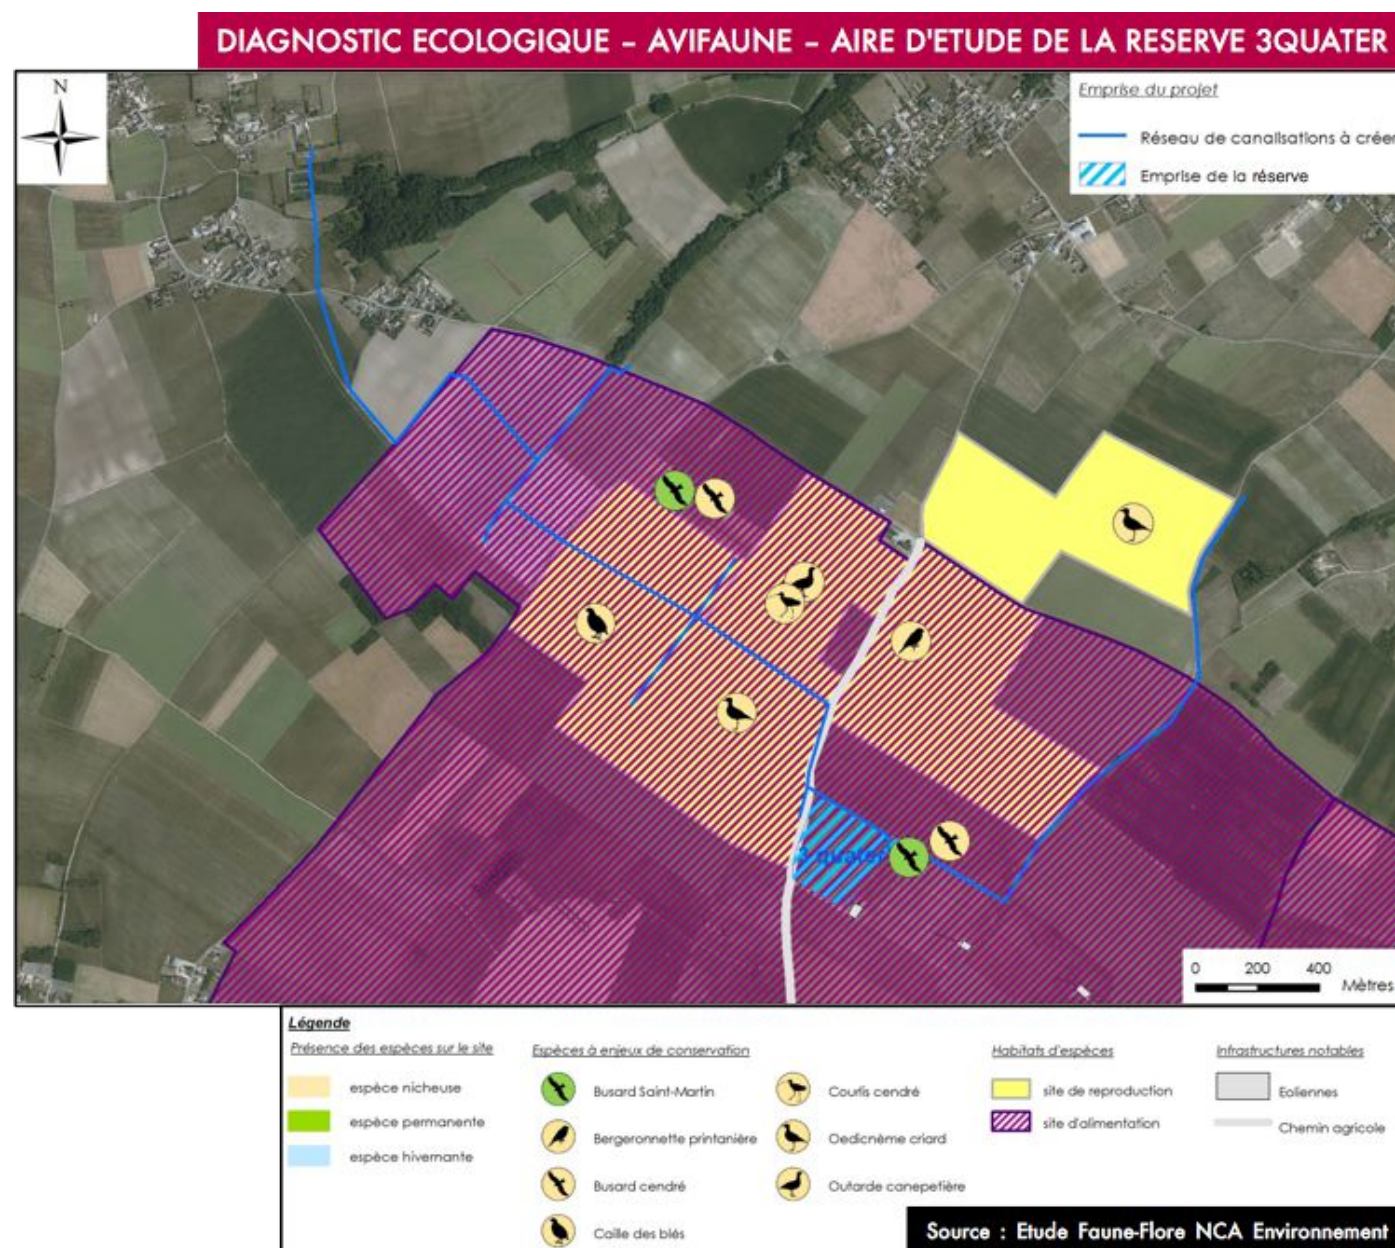 DIAGNOSTIC ECOLOGIQUE – AVIFAUNE – AIRE D'ETUDE DE LA RESERVE 3QUATER
N
Emprise du projet
Réseau de canalisations à créer
Emprise de la réserve
3 quater
0 200 400
Mètres
Légende
Présence des espèces sur le site
espèce nicheuse
espèce permanente
espèce hivernante
Espèces à enjeux de conservation
Busard Saint-Martin
Bergeronnette printanière
Busard cendré
Caille des blés
Courlis cendré
Oedicnème criard
Outarde canepetière
Habitats d'espèces
site de reproduction
site d'alimentation
Infrastructures notables
Eoliennes
Chemin agricole
Source : Etude Faune-Flore NCA Environnement